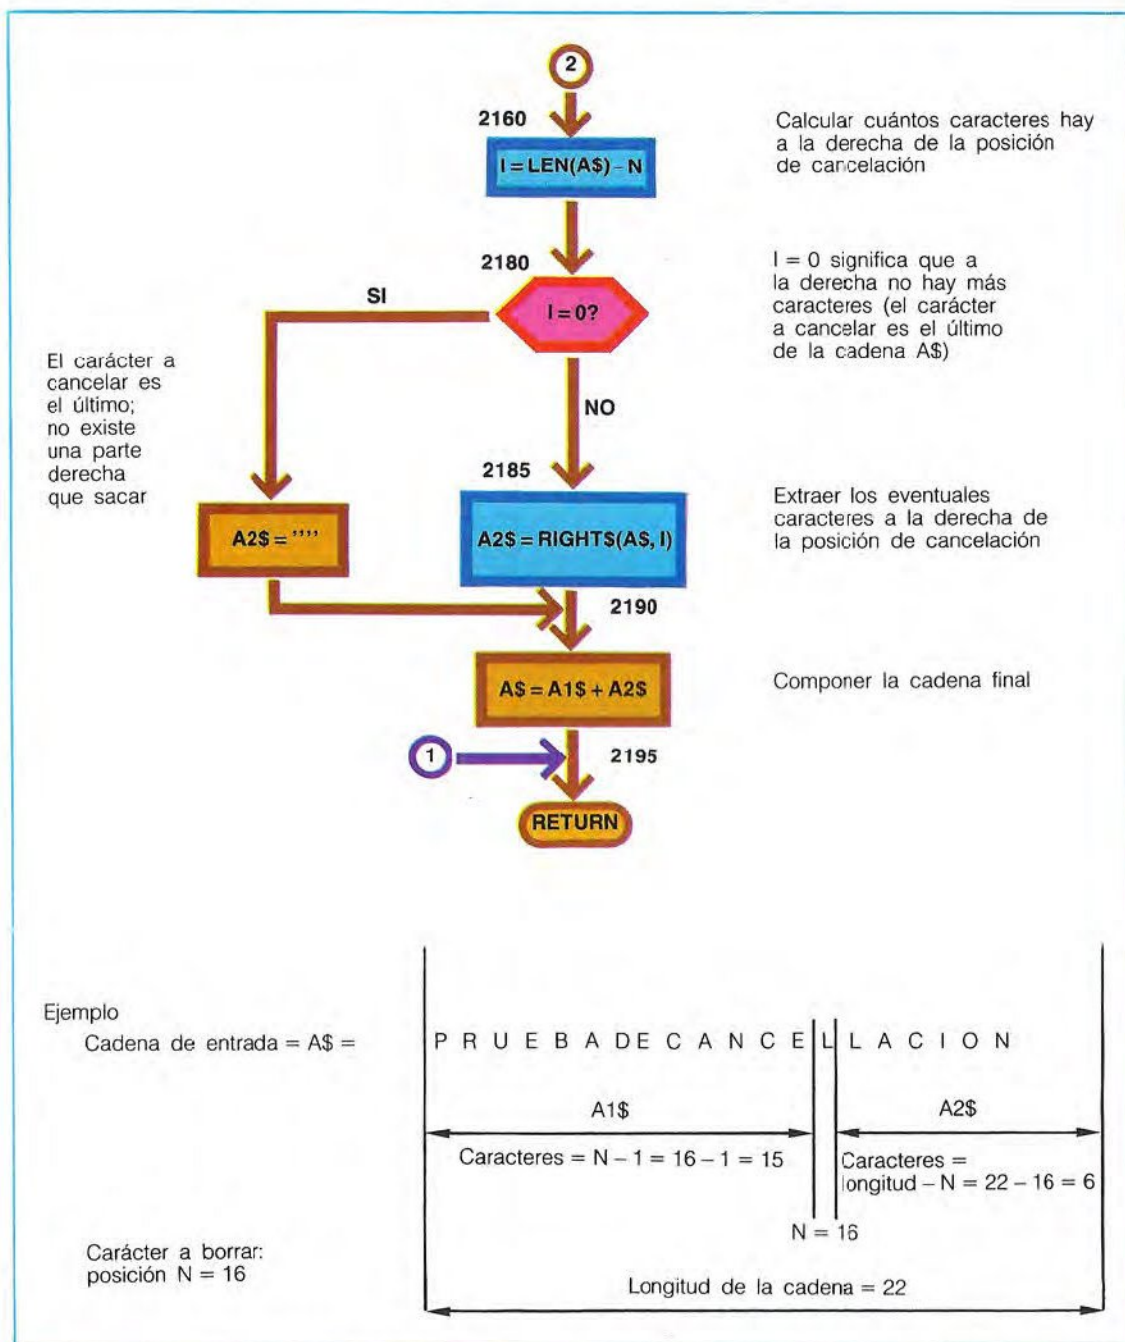 2
2160
I = LEN(A$) – N
Calcular cuántos caracteres hay
a la derecha de la posición
de cancelación
2180
I = 0?
SI
NO
I = 0 significa que a
la derecha no hay más
caracteres (el carácter
a cancelar es el último
de la cadena A$)
El carácter a
cancelar es
el último;
no existe
una parte
derecha
que sacar
A2$ = ’’’’
2185
A2$ = RIGHT$(A$, I)
Extraer los eventuales
caracteres a la derecha de
la posición de cancelación
2190
A$ = A1$ + A2$
Componer la cadena final
1
2195
RETURN
Ejemplo
Cadena de entrada = A$ =
P R U E B A D E C A N C E L L A C I O N
A1$
A2$
Caracteres = N – 1 = 16 – 1 = 15
Caracteres =
longitud – N = 22 – 16 = 6
N = 16
Carácter a borrar:
posición N = 16
Longitud de la cadena = 22